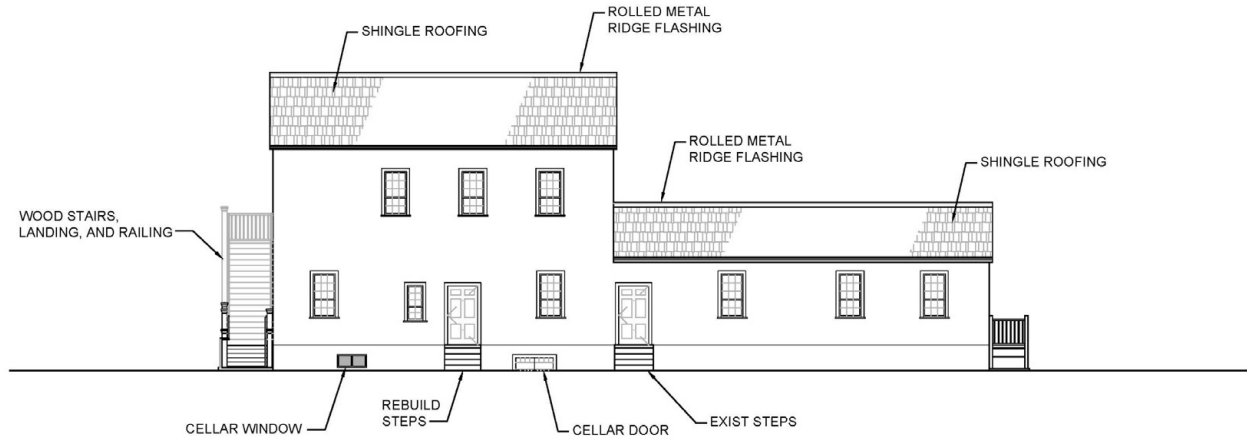 ROLLED METAL
RIDGE FLASHING
SHINGLE ROOFING
ROLLED METAL
RIDGE FLASHING
SHINGLE ROOFING
WOOD STAIRS,
LANDING, AND RAILING
REBUILD
STEPS
EXIST STEPS
CELLAR WINDOW
CELLAR DOOR